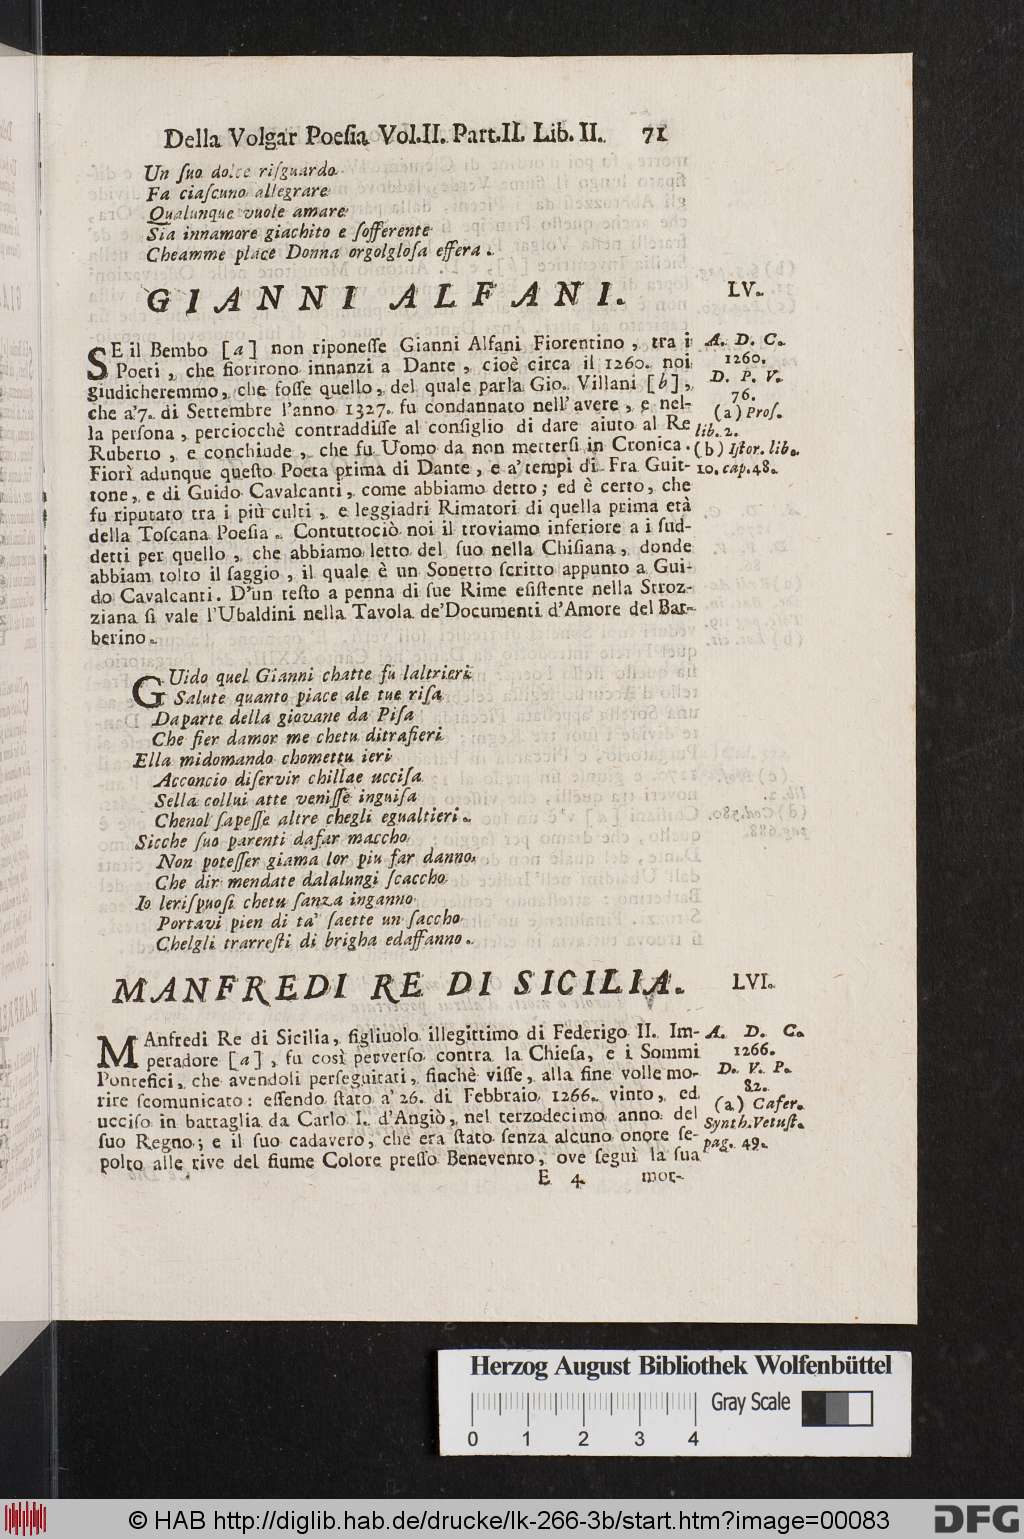 Della Volgar Poeſia Vol.II. Part.II. Lib. II. 71
Un ſuo dolce riſguardo
Fa ciaſcuno allegrare
Qualunque vuole amare
Sia innamore giachito e ſofferente
Cheamme place Donna orgolgloſa eſſera.
GIANNI ALFANI. LV.
SE il Bembo [a] non riponeſſe Gianni Alfani Fiorentino, tra i
Poeti, che fiorirono innanzi a Dante, cioè circa il 1260. noi
giudicheremmo, che foſſe quello, del quale parla Gio. Villani [b],
che a'7. di Settembre l'anno 1327. fu condannato nell'avere, e nel-
la perſona, perciocchè contraddiſſe al conſiglio di dare aiuto al Re
Ruberto, e conchiude, che fu Uomo da non metterſi in Cronica.
Fiorì adunque queſto Poeta prima di Dante, e a' tempi di Fra Guit-
tone, e di Guido Cavalcanti, come abbiamo detto; ed è certo, che
fu riputato tra i più culti, e leggiadri Rimatori di quella prima età
della Toſcana Poeſia. Contuttociò noi il troviamo inferiore a i ſud-
detti per quello, che abbiamo letto del ſuo nella Chiſiana, donde
abbiam tolto il ſaggio, il quale è un Sonetto ſcritto appunto a Gui-
do Cavalcanti. D'un teſto a penna di ſue Rime eſiſtente nella Stroz-
ziana ſi vale l'Ubaldini nella Tavola de'Documenti d'Amore del Bar-
berino.
A. D. C.
1260.
D. P. V.
76.
(a) Proſ.
lib. 2.
(b) Iſtor. lib.
10. cap. 48.
GUido quel Gianni chatte fu laltrieri
Salute quanto piace ale tue riſa
Daparte della giovane da Piſa
Che fier damor me chetu ditraſieri
Ella midomando chomettu ieri
Acconcio diſervir chillae ucciſa
Sella collui atte veniſſe inguiſa
Chenol ſapeſſe altre chegli egualtieri.
Sicche ſuo parenti dafar maccho
Non poteſſer giama lor piu far danno
Che dir mendate dalalungi ſcaccho
Io leriſpuoſi chetu ſanza inganno
Portavi pien di ta' ſaette un ſaccho
Chelgli trarreſti di brigha edaffanno.
MANFREDI RE DI SICILIA. LVI.
MAnfredi Re di Sicilia, figliuolo illegittimo di Federigo II. Im-
peradore [a], fu così perverſo contra la Chieſa, e i Sommi
Pontefici, che avendoli perſeguitati, finchè viſſe, alla fine volle mo-
rire ſcomunicato: eſſendo ſtato a' 26. di Febbraio 1266. vinto, ed
ucciſo in battaglia da Carlo I. d'Angiò, nel terzodecimo anno del
ſuo Regno; e il ſuo cadavero, che era ſtato ſenza alcuno onore ſe-
polto alle rive del fiume Colore preſſo Benevento, ove ſeguì la ſua
A. D. C.
1266.
D. V. P.
82.
(a) Caſer.
Synth. Vetuſt.
pag. 49.
E 4 mor-
Herzog August Bibliothek Wolfenbüttel
Gray Scale
0 1 2 3 4
© HAB http://diglib.hab.de/drucke/lk-266-3b/start.htm?image=00083
DFG